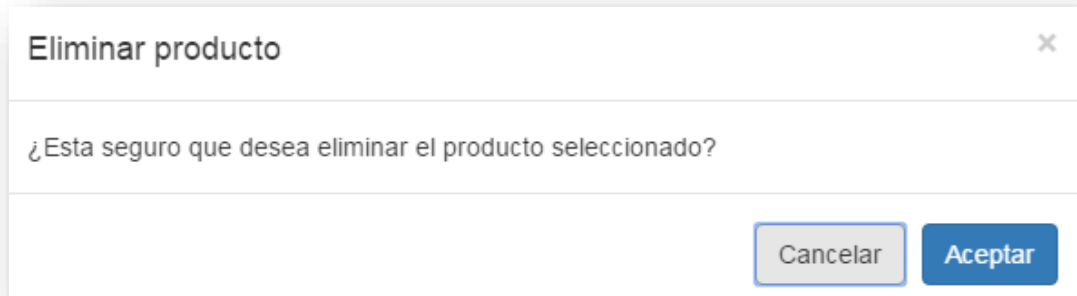 Eliminar producto
×
¿Esta seguro que desea eliminar el producto seleccionado?
Cancelar
Aceptar